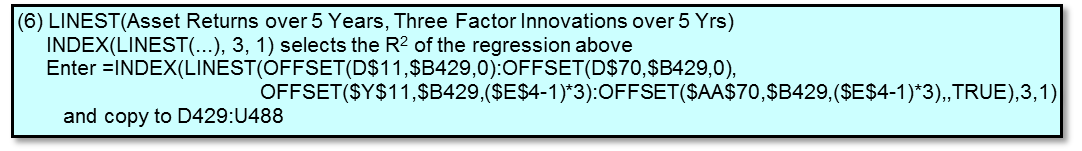 (6) LINEST(Asset Returns over 5 Years, Three Factor Innovations over 5 Yrs)
INDEX(LINEST(...), 3, 1) selects the R² of the regression above
Enter =INDEX(LINEST(OFFSET(D$11,$B429,0):OFFSET(D$70,$B429,0),
OFFSET($Y$11,$B429,($E$4-1)*3):OFFSET($AA$70,$B429,($E$4-1)*3),,TRUE),3,1)
and copy to D429:U488